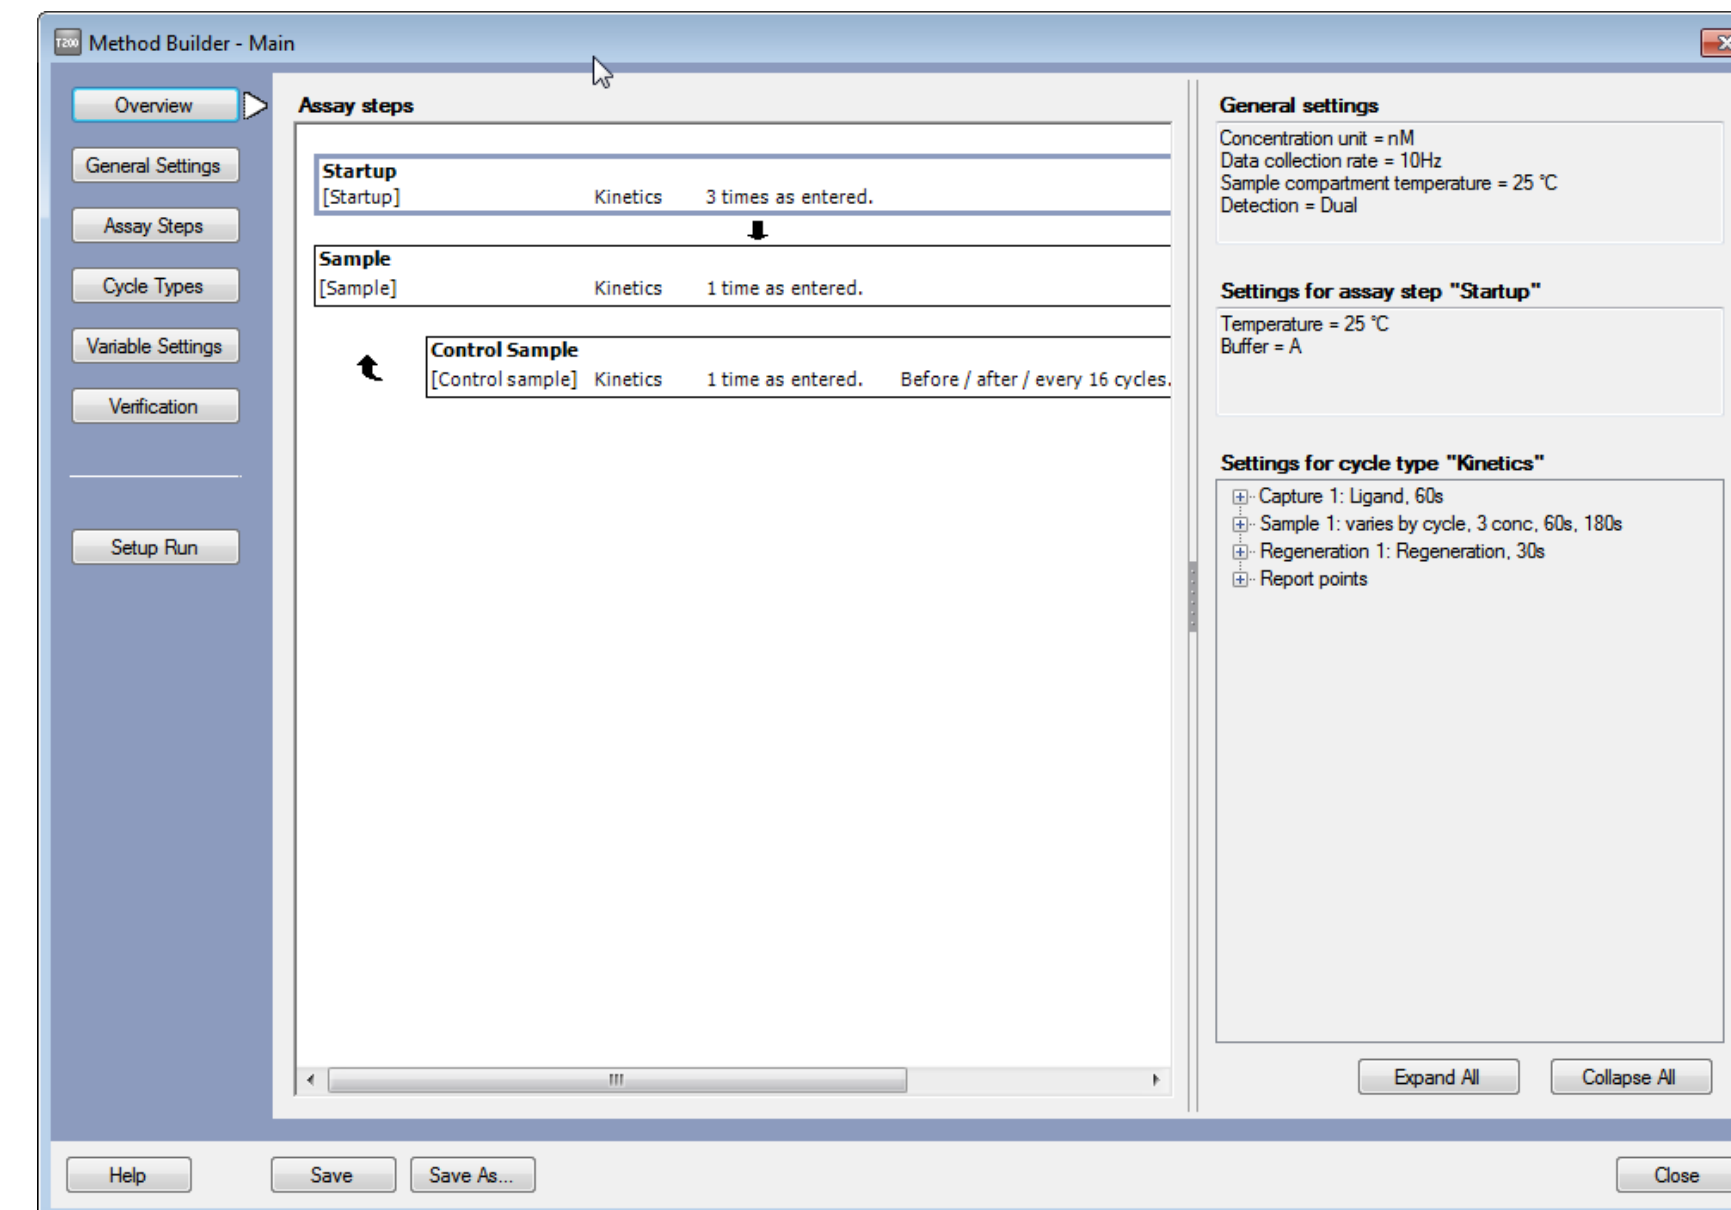 T200 Method Builder - Main
Overview
General Settings
Assay Steps
Cycle Types
Variable Settings
Verification
Setup Run
Assay steps
Startup
[Startup] Kinetics 3 times as entered.
Sample
[Sample] Kinetics 1 time as entered.
Control Sample
[Control sample] Kinetics 1 time as entered. Before / after / every 16 cycles.
General settings
Concentration unit = nM
Data collection rate = 10Hz
Sample compartment temperature = 25 °C
Detection = Dual
Settings for assay step "Startup"
Temperature = 25 °C
Buffer = A
Settings for cycle type "Kinetics"
Capture 1: Ligand, 60s
Sample 1: varies by cycle, 3 conc, 60s, 180s
Regeneration 1: Regeneration, 30s
Report points
Expand All Collapse All
Help Save Save As... Close